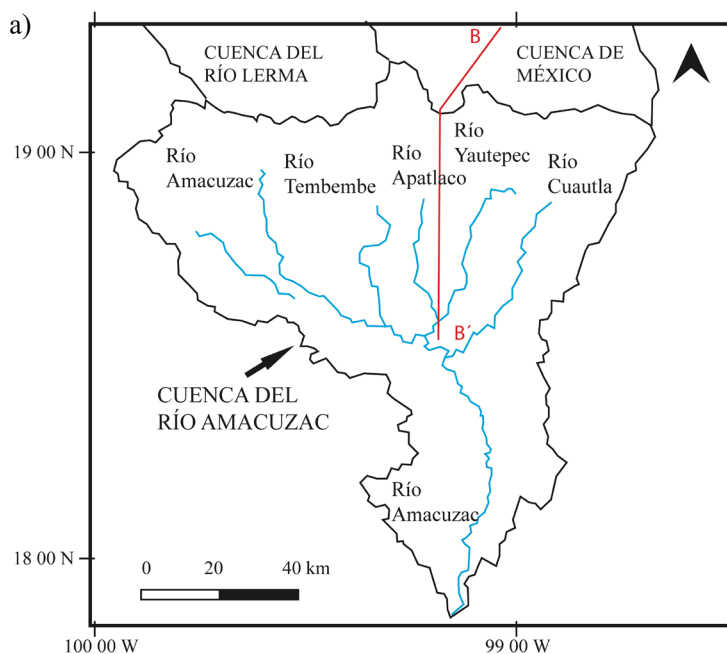 a)
CUENCA DEL
RÍO LERMA
B
CUENCA DE
MÉXICO
19 00 N
Río
Amacuzac
Río
Tembembe
Río
Apatlaco
Río
Yautepec
Río
Cuautla
B´
CUENCA DEL
RÍO AMACUZAC
Río
Amacuzac
18 00 N
0 20 40 km
100 00 W
99 00 W